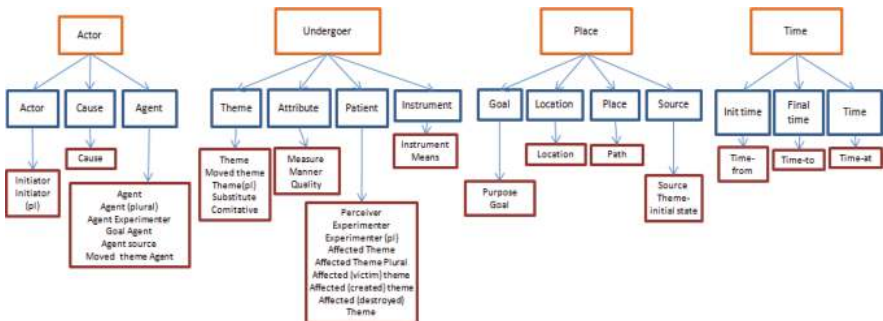 Actor
Undergoer
Place
Time
Actor
Cause
Agent
Theme
Attribute
Patient
Instrument
Goal
Location
Place
Source
Init time
Final
time
Time
Initiator
Initiator
(pl)
Cause
Agent
Agent (plural)
Agent Experimenter
Goal Agent
Agent source
Moved theme Agent
Theme
Moved theme
Theme(pl)
Substitute
Comitative
Measure
Manner
Quality
Perceiver
Experimenter
Experimenter (pl)
Affected Theme
Affected Theme Plural
Affected (victim) theme
Affected (created) theme
Affected (destroyed)
Theme
Instrument
Means
Purpose
Goal
Location
Path
Source
Theme-
initial state
Time-
from
Time-to
Time-at